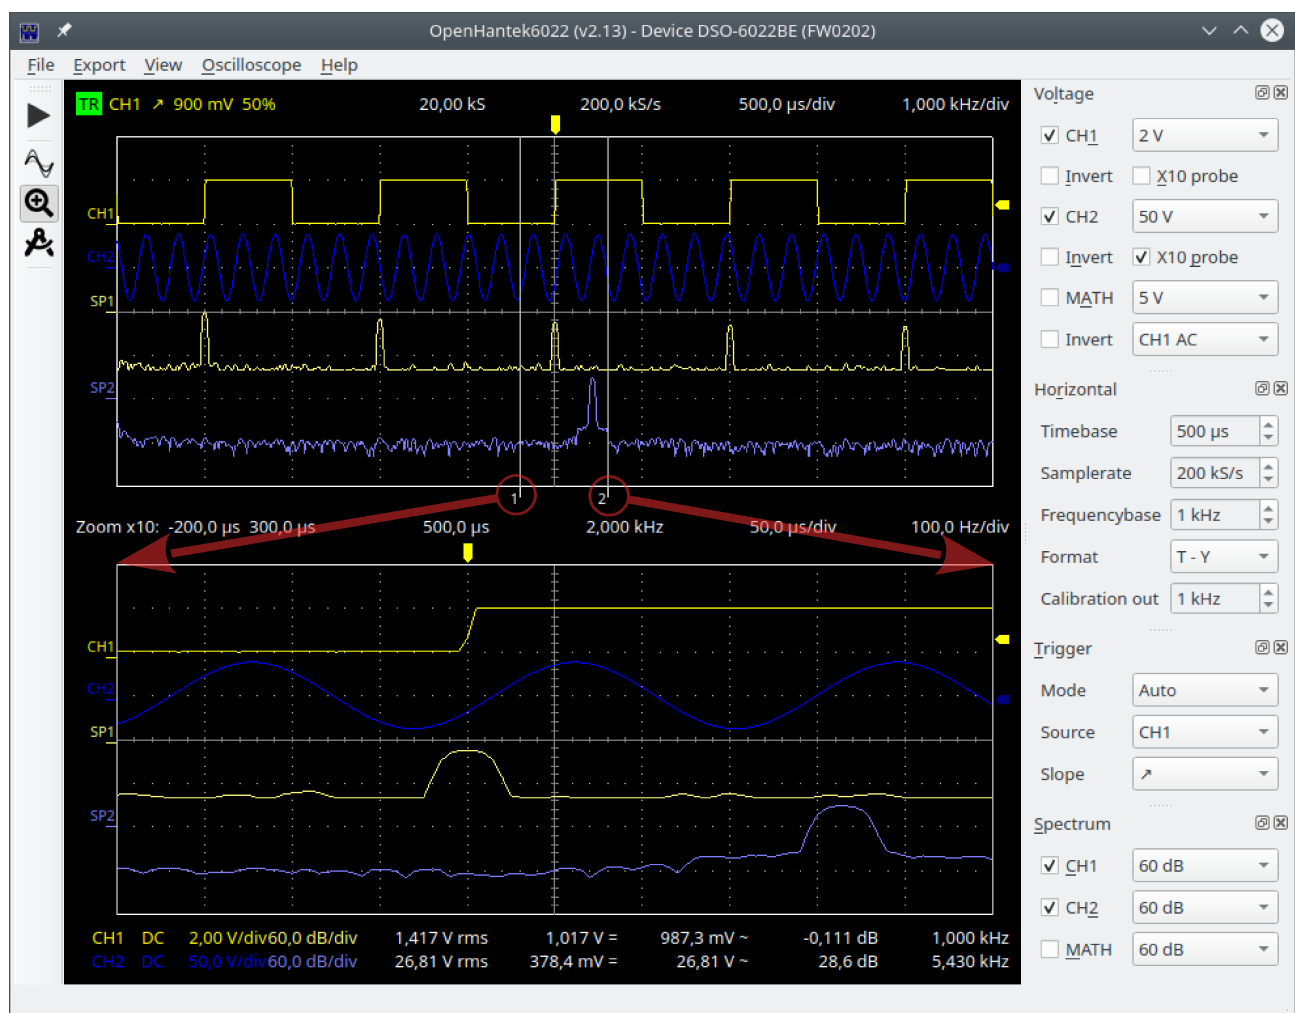 OpenHantek6022 (v2.13) - Device DSO-6022BE (FW0202)
File Export View Oscilloscope Help
TR CH1 ↗ 900 mV 50% 20,00 kS 200,0 kS/s 500,0 µs/div 1,000 kHz/div
CH1
CH2
SP1
SP2
1 2
Zoom x10: -200,0 µs 300,0 µs 500,0 µs 2,000 kHz 50,0 µs/div 100,0 Hz/div
CH1
CH2
SP1
SP2
CH1 DC 2,00 V/div 60,0 dB/div 1,417 V rms 1,017 V = 987,3 mV ~ -0,111 dB 1,000 kHz
CH2 DC 50,0 V/div 60,0 dB/div 26,81 V rms 378,4 mV = 26,81 V ~ 28,6 dB 5,430 kHz
Voltage
CH1 2 V
Invert X10 probe
CH2 50 V
Invert X10 probe
MATH 5 V
Invert CH1 AC
Horizontal
Timebase 500 µs
Samplerate 200 kS/s
Frequencybase 1 kHz
Format T - Y
Calibration out 1 kHz
Trigger
Mode Auto
Source CH1
Slope ↗
Spectrum
CH1 60 dB
CH2 60 dB
MATH 60 dB